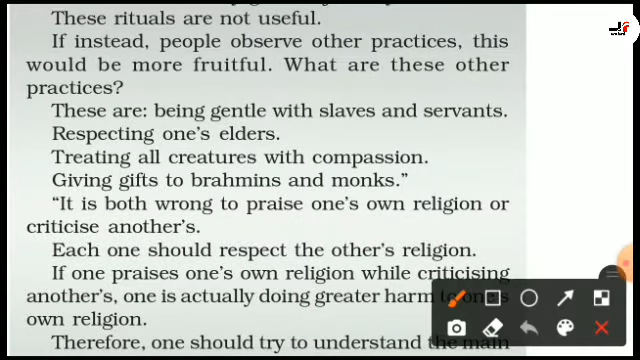 These rituals are not useful.
If instead, people observe other practices, this
would be more fruitful. What are these other
practices?
These are: being gentle with slaves and servants.
Respecting one's elders.
Treating all creatures with compassion.
Giving gifts to brahmins and monks."
"It is both wrong to praise one's own religion or
criticise another's.
Each one should respect the other's religion.
If one praises one's own religion while criticising
another's, one is actually doing greater harm to one's
own religion.
Therefore, one should try to understand the main